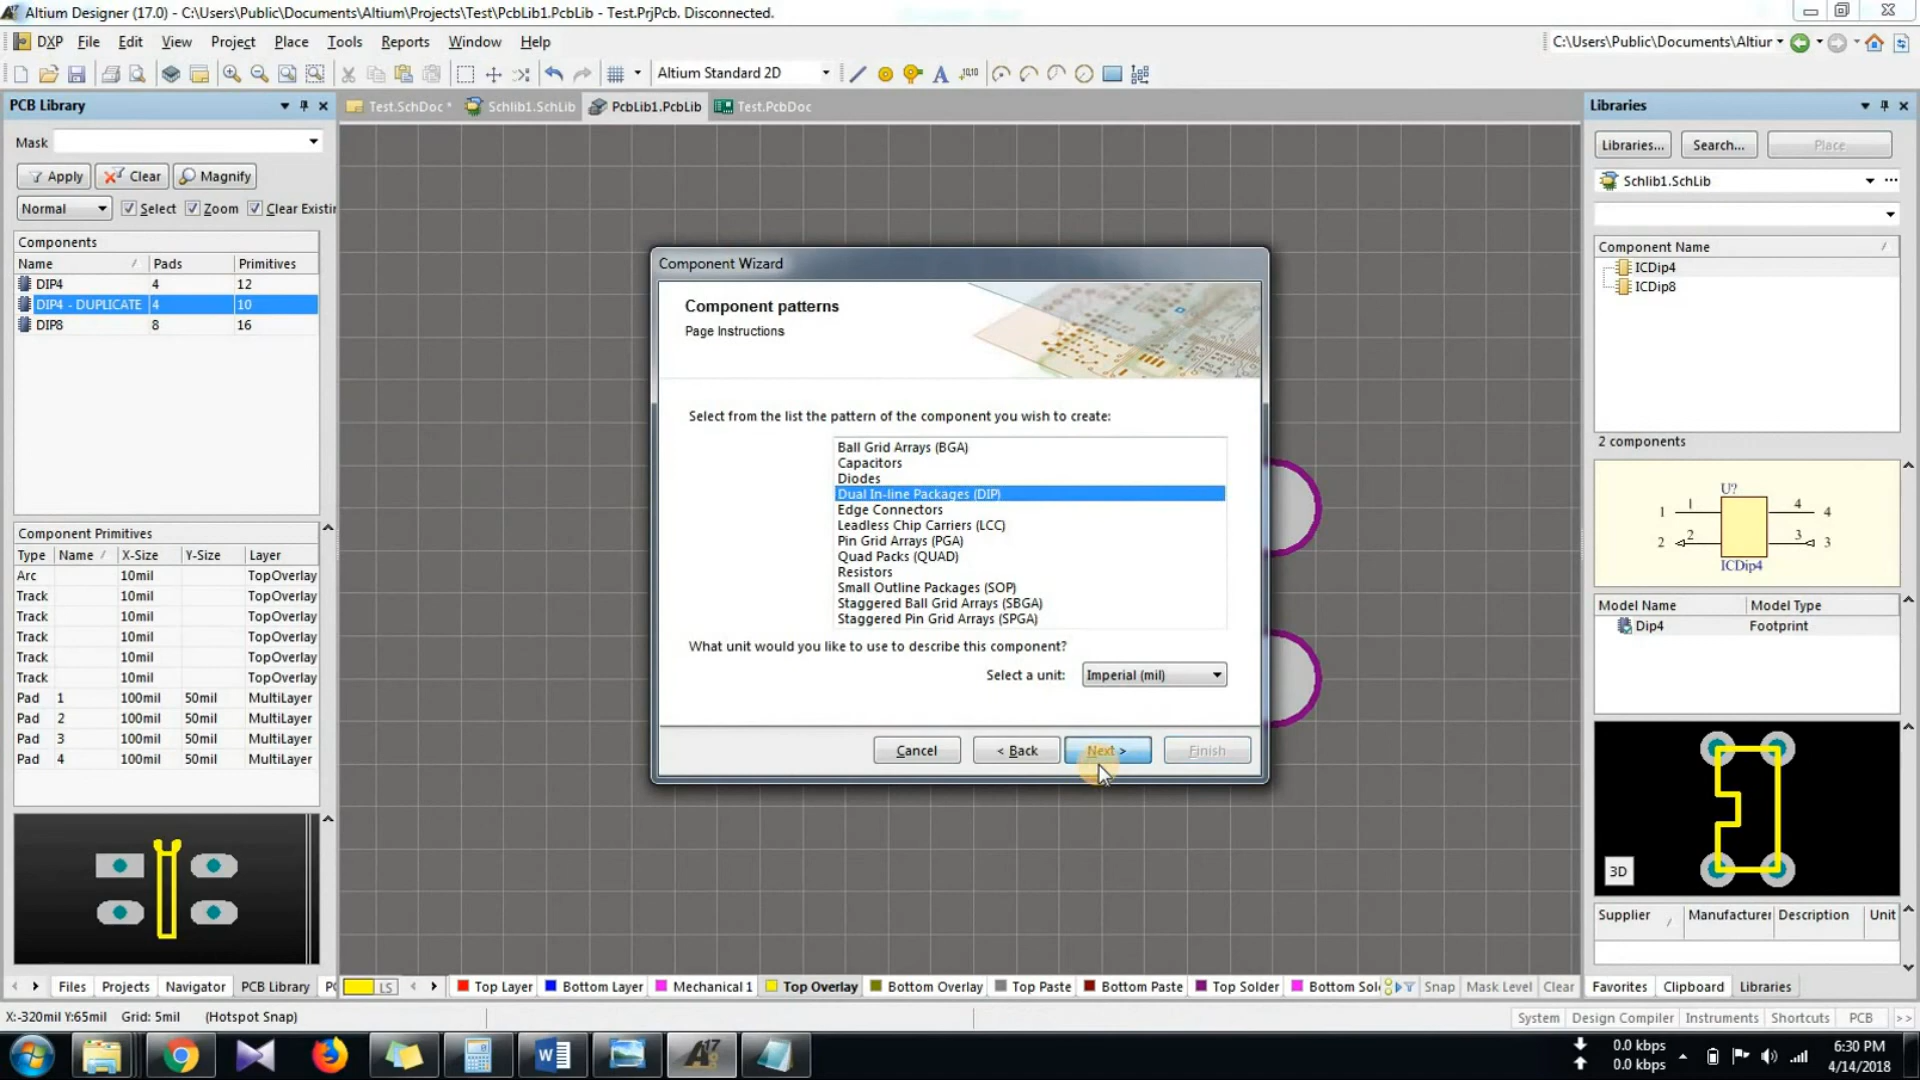 Altium Designer (17.0) - C:\Users\Public\Documents\Altium\Projects\Test\PcbLib1.PcbLib - Test.PrjPcb. Disconnected.
DXP File Edit View Project Place Tools Reports Window Help
C:\Users\Public\Documents\Altiur
Altium Standard 2D
PCB Library
Test.SchDoc * Schlib1.SchLib PcbLib1.PcbLib Test.PcbDoc
Libraries
Mask
Libraries... Search... Place
Apply Clear Magnify
Schlib1.SchLib
Normal Select Zoom Clear Existir
Components
Name Pads Primitives
DIP4 4 12
DIP4 - DUPLICATE 4 10
DIP8 8 16
Component Name
ICDip4
ICDip8
2 components
Component Wizard
Component patterns
Page Instructions
Select from the list the pattern of the component you wish to create:
Ball Grid Arrays (BGA)
Capacitors
Diodes
Dual In-line Packages (DIP)
Edge Connectors
Leadless Chip Carriers (LCC)
Pin Grid Arrays (PGA)
Quad Packs (QUAD)
Resistors
Small Outline Packages (SOP)
Staggered Ball Grid Arrays (SBGA)
Staggered Pin Grid Arrays (SPGA)
What unit would you like to use to describe this component?
Select a unit: Imperial (mil)
Cancel < Back Next > Finish
U?
1 1 4 4
2 2 3 3
ICDip4
Component Primitives
Type Name X-Size Y-Size Layer
Arc 10mil TopOverlay
Track 10mil TopOverlay
Track 10mil TopOverlay
Track 10mil TopOverlay
Track 10mil TopOverlay
Track 10mil TopOverlay
Pad 1 100mil 50mil MultiLayer
Pad 2 100mil 50mil MultiLayer
Pad 3 100mil 50mil MultiLayer
Pad 4 100mil 50mil MultiLayer
Model Name Model Type
Dip4 Footprint
3D
Supplier Manufacturer Description Unit
Files Projects Navigator PCB Library
LS Top Layer Bottom Layer Mechanical 1 Top Overlay Bottom Overlay Top Paste Bottom Paste Top Solder Bottom Sol Snap Mask Level Clear
Favorites Clipboard Libraries
X:-320mil Y:65mil Grid: 5mil (Hotspot Snap)
System Design Compiler Instruments Shortcuts PCB >>
17
0.0 kbps
0.0 kbps
6:30 PM
4/14/2018